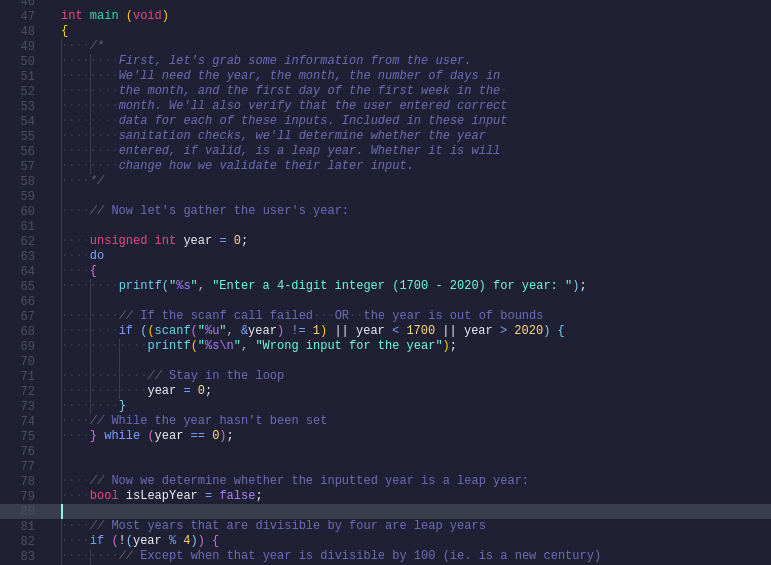 46
47 int main (void)
48 {
49 ····/*
50 ········First, let's grab some information from the user.
51 ········We'll need the year, the month, the number of days in
52 ········the month, and the first day of the first week in the·
53 ········month. We'll also verify that the user entered correct
54 ········data for each of these inputs. Included in these input
55 ········sanitation checks, we'll determine whether the year
56 ········entered, if valid, is a leap year. Whether it is will
57 ········change how we validate their later input.
58 ····*/
59
60 ····// Now let's gather the user's year:
61
62 ····unsigned int year = 0;
63 ····do
64 ····{
65 ········printf("%s", "Enter a 4-digit integer (1700 - 2020) for year: ");
66
67 ········// If the scanf call failed···OR··the year is out of bounds
68 ········if ((scanf("%u", &year) != 1) || year < 1700 || year > 2020) {
69 ············printf("%s\n", "Wrong input for the year");
70
71 ············// Stay in the loop
72 ············year = 0;
73 ········}
74 ····// While the year hasn't been set
75 ····} while (year == 0);
76
77
78 ····// Now we determine whether the inputted year is a leap year:
79 ····bool isLeapYear = false;
80
81 ····// Most years that are divisible by four are leap years
82 ····if (!(year % 4)) {
83 ········// Except when that year is divisible by 100 (ie. is a new century)